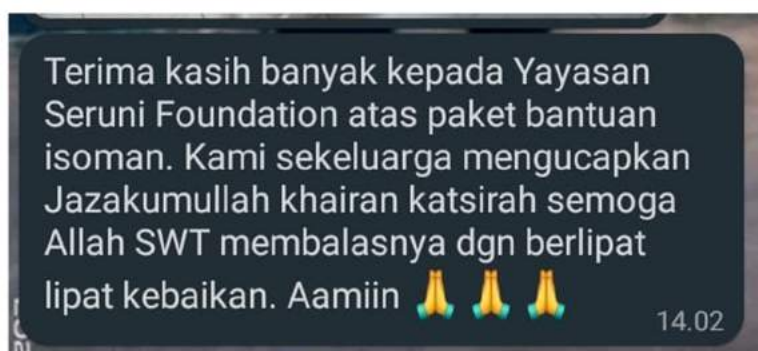 Terima kasih banyak kepada Yayasan
Seruni Foundation atas paket bantuan
isoman. Kami sekeluarga mengucapkan
Jazakumullah khairan katsirah semoga
Allah SWT membalasnya dgn berlipat
lipat kebaikan. Aamiin 🙏 🙏 🙏
14.02